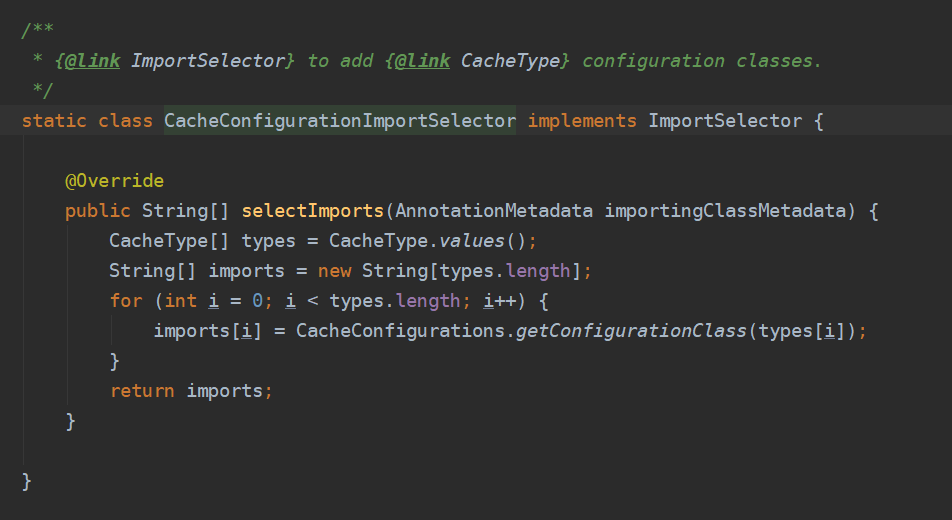 /**
 * {@link ImportSelector} to add {@link CacheType} configuration classes.
 */
static class CacheConfigurationImportSelector implements ImportSelector {
@Override
public String[] selectImports(AnnotationMetadata importingClassMetadata) {
CacheType[] types = CacheType.values();
String[] imports = new String[types.length];
for (int i = 0; i < types.length; i++) {
imports[i] = CacheConfigurations.getConfigurationClass(types[i]);
}
return imports;
}
}